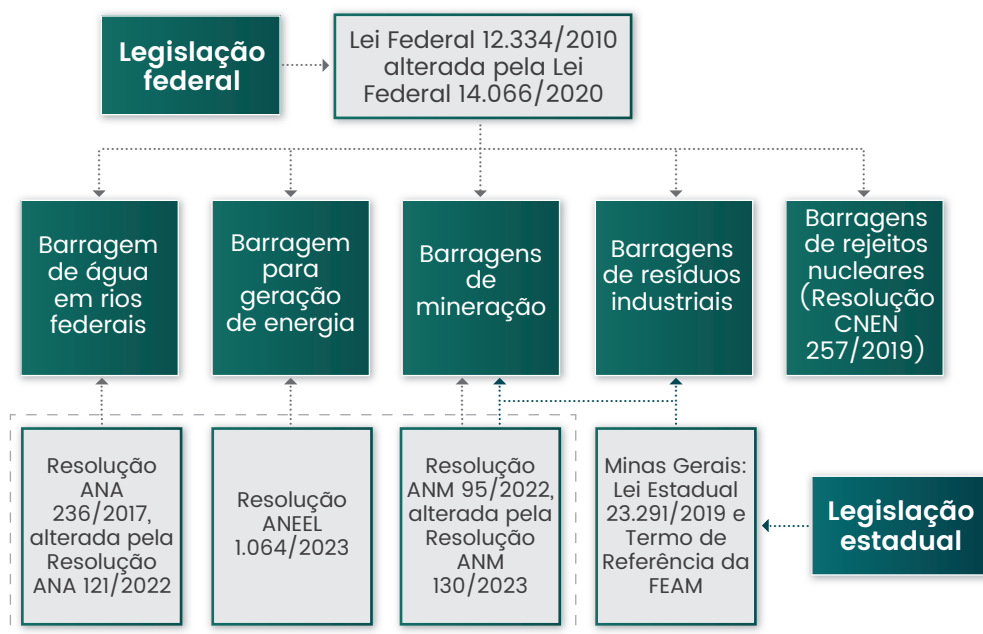 Legislação
federal
Lei Federal 12.334/2010
alterada pela Lei
Federal 14.066/2020
Barragem
de água
em rios
federais
Barragem
para
geração
de energia
Barragens
de
mineração
Barragens
de resíduos
industriais
Barragens
de rejeitos
nucleares
(Resolução
CNEN
257/2019)
Resolução
ANA
236/2017,
alterada pela
Resolução
ANA 121/2022
Resolução
ANEEL
1.064/2023
Resolução
ANM 95/2022,
alterada pela
Resolução
ANM
130/2023
Minas Gerais:
Lei Estadual
23.291/2019 e
Termo de
Referência da
FEAM
Legislação
estadual